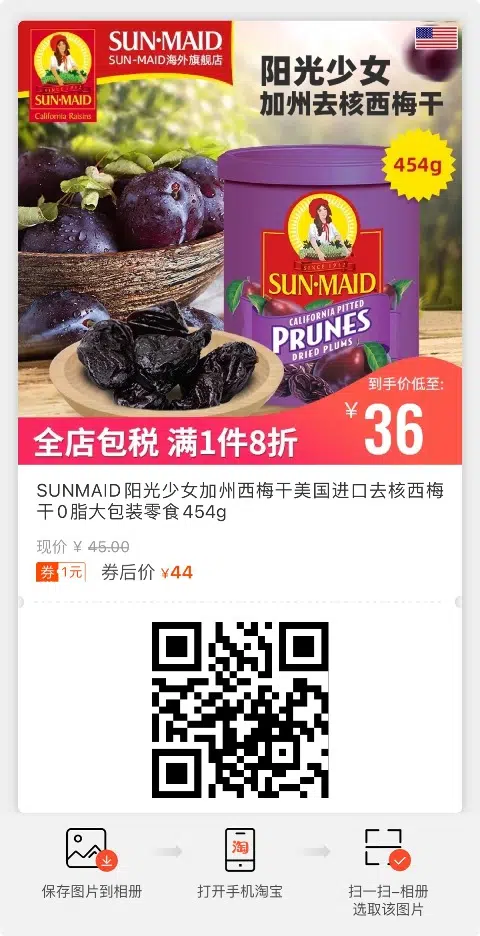 SUN-MAID
SUN-MAID海外旗舰店
SUN-MAID
California Raisins
阳光少女
加州去核西梅干
454g
SINCE 1912
SUN-MAID
CALIFORNIA PITTED
PRUNES
DRIED PLUMS
到手价低至:
¥36
全店包税 满1件8折
SUNMAID阳光少女加州西梅干美国进口去核西梅
干0脂大包装零食454g
现价 ¥ 45.00
券 1元 券后价 ¥44
淘
保存图片到相册
打开手机淘宝
扫一扫-相册
选取该图片